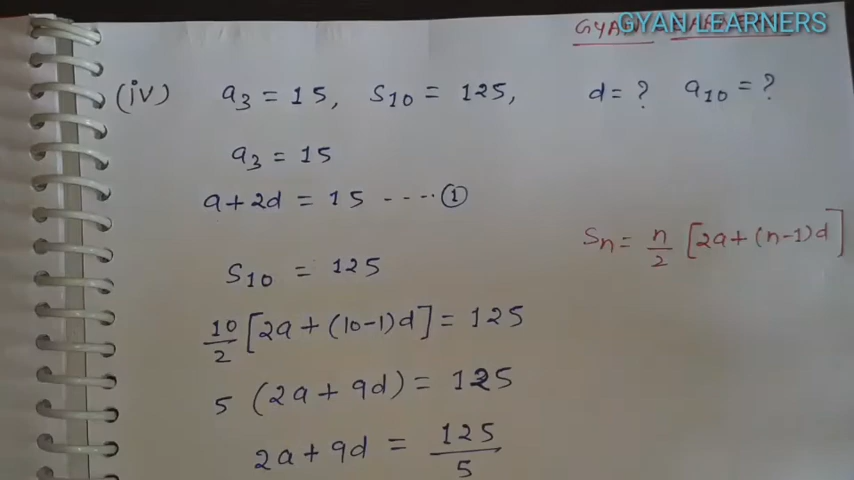 GYAN LEARNERS
(iv) a₃ = 15, S₁₀ = 125, d = ? a₁₀ = ?
a₃ = 15
a + 2d = 15 ---- ①
Sₙ = n/2 [2a + (n-1)d]
S₁₀ = 125
10/2 [2a + (10-1)d] = 125
5 (2a + 9d) = 125
2a + 9d = 125/5